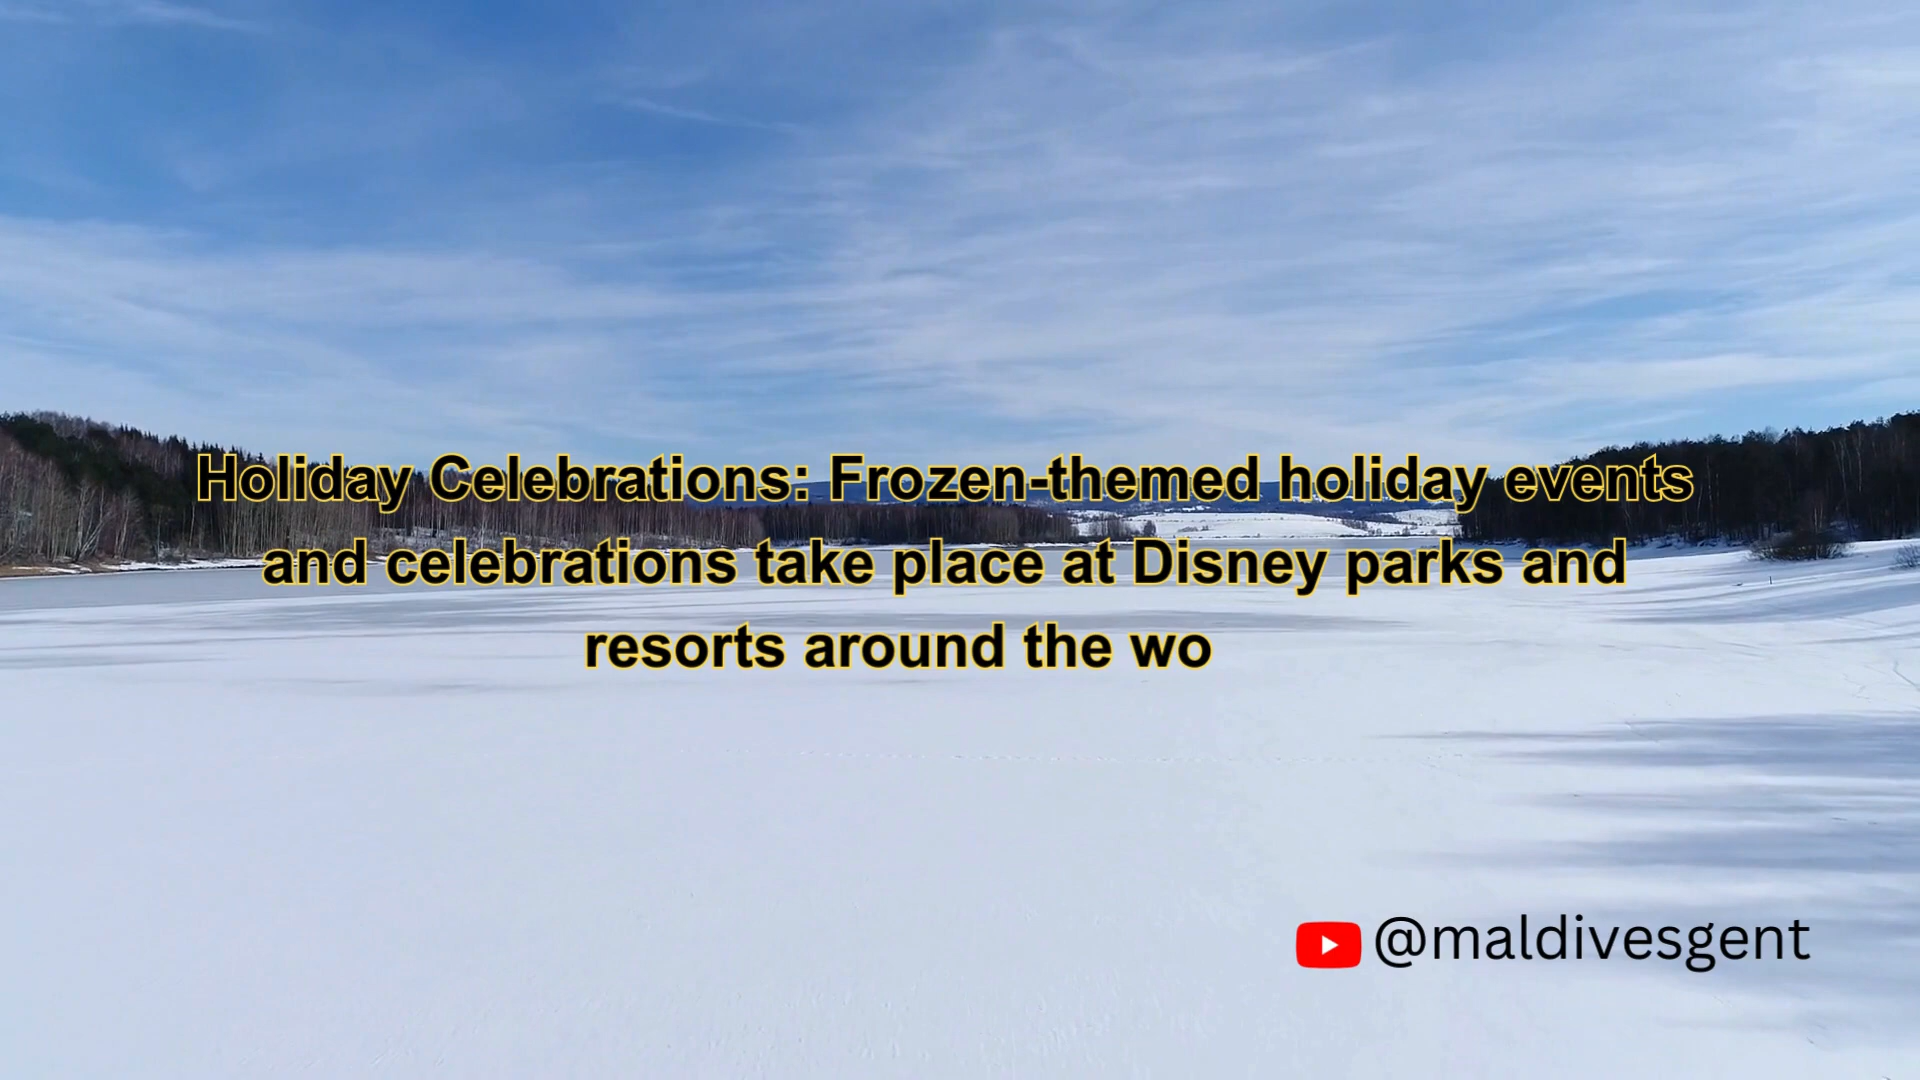 Holiday Celebrations: Frozen-themed holiday events
and celebrations take place at Disney parks and
resorts around the wo
@maldivesgent